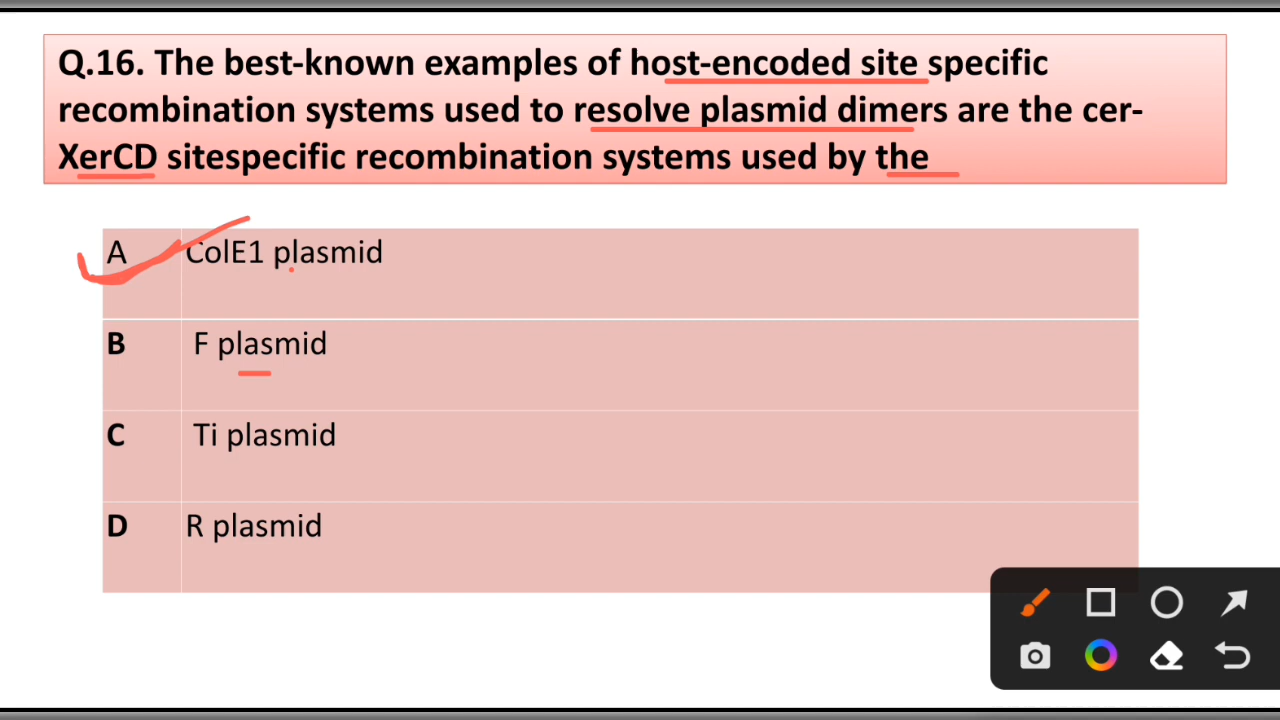 Q.16. The best-known examples of host-encoded site specific
recombination systems used to resolve plasmid dimers are the cer-
XerCD sitespecific recombination systems used by the
A ColE1 plasmid
B F plasmid
C Ti plasmid
D R plasmid